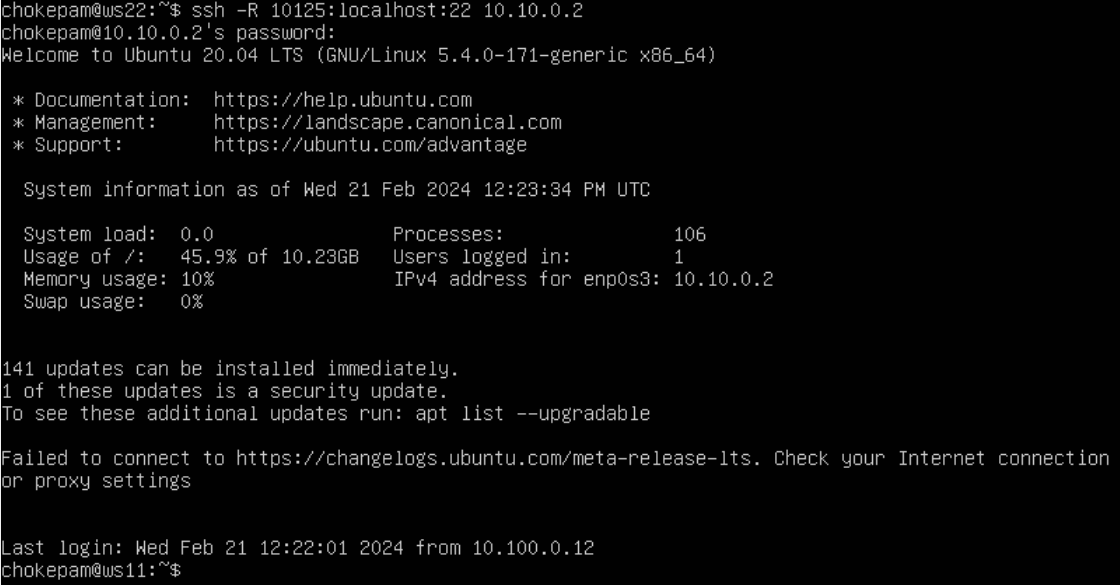 chokepam@ws22:~$ ssh -R 10125:localhost:22 10.10.0.2
chokepam@10.10.0.2's password:
Welcome to Ubuntu 20.04 LTS (GNU/Linux 5.4.0-171-generic x86_64)

 * Documentation:  https://help.ubuntu.com
 * Management:     https://landscape.canonical.com
 * Support:        https://ubuntu.com/advantage

  System information as of Wed 21 Feb 2024 12:23:34 PM UTC

  System load:  0.0                Processes:               106
  Usage of /:   45.9% of 10.23GB   Users logged in:         1
  Memory usage: 10%                IPv4 address for enp0s3: 10.10.0.2
  Swap usage:   0%

141 updates can be installed immediately.
1 of these updates is a security update.
To see these additional updates run: apt list --upgradable

Failed to connect to https://changelogs.ubuntu.com/meta-release-lts. Check your Internet connection
or proxy settings

Last login: Wed Feb 21 12:22:01 2024 from 10.100.0.12
chokepam@ws11:~$